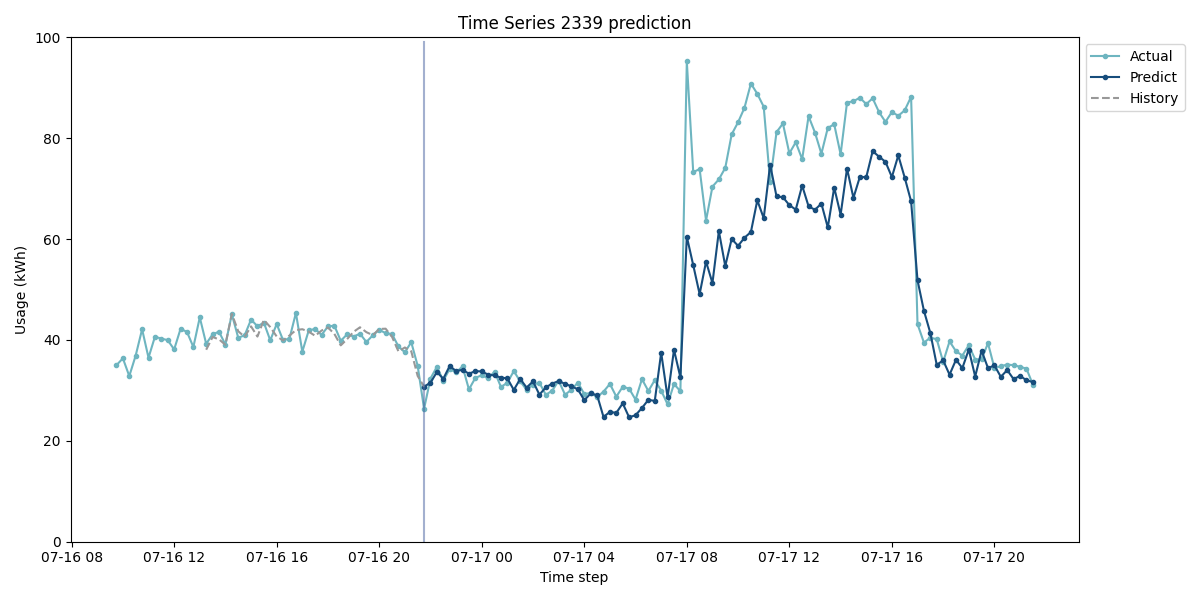 Time Series 2339 prediction
Usage (kWh)
100
80
60
40
20
0
07-16 08
07-16 12
07-16 16
07-16 20
07-17 00
07-17 04
07-17 08
07-17 12
07-17 16
07-17 20
Time step
Actual
Predict
History